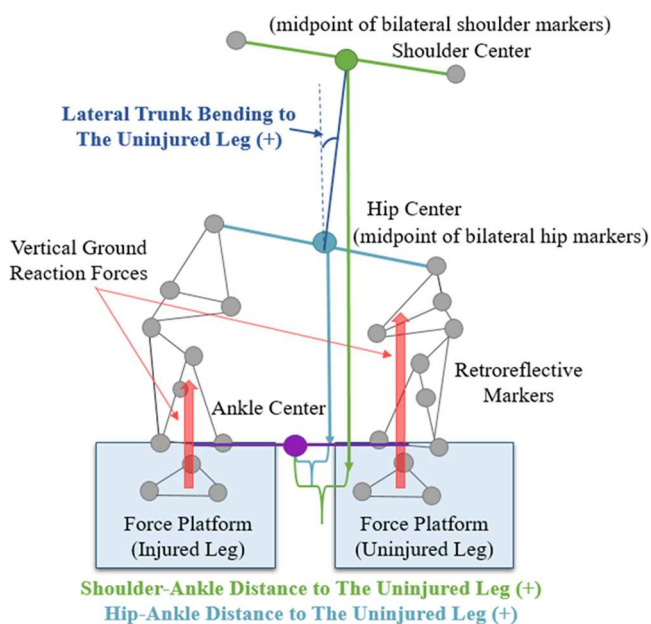 (midpoint of bilateral shoulder markers)
Shoulder Center
Lateral Trunk Bending to
The Uninjured Leg (+)
Hip Center
(midpoint of bilateral hip markers)
Vertical Ground
Reaction Forces
Retroreflective
Markers
Ankle Center
Force Platform
(Injured Leg)
Force Platform
(Uninjured Leg)
Shoulder-Ankle Distance to The Uninjured Leg (+)
Hip-Ankle Distance to The Uninjured Leg (+)